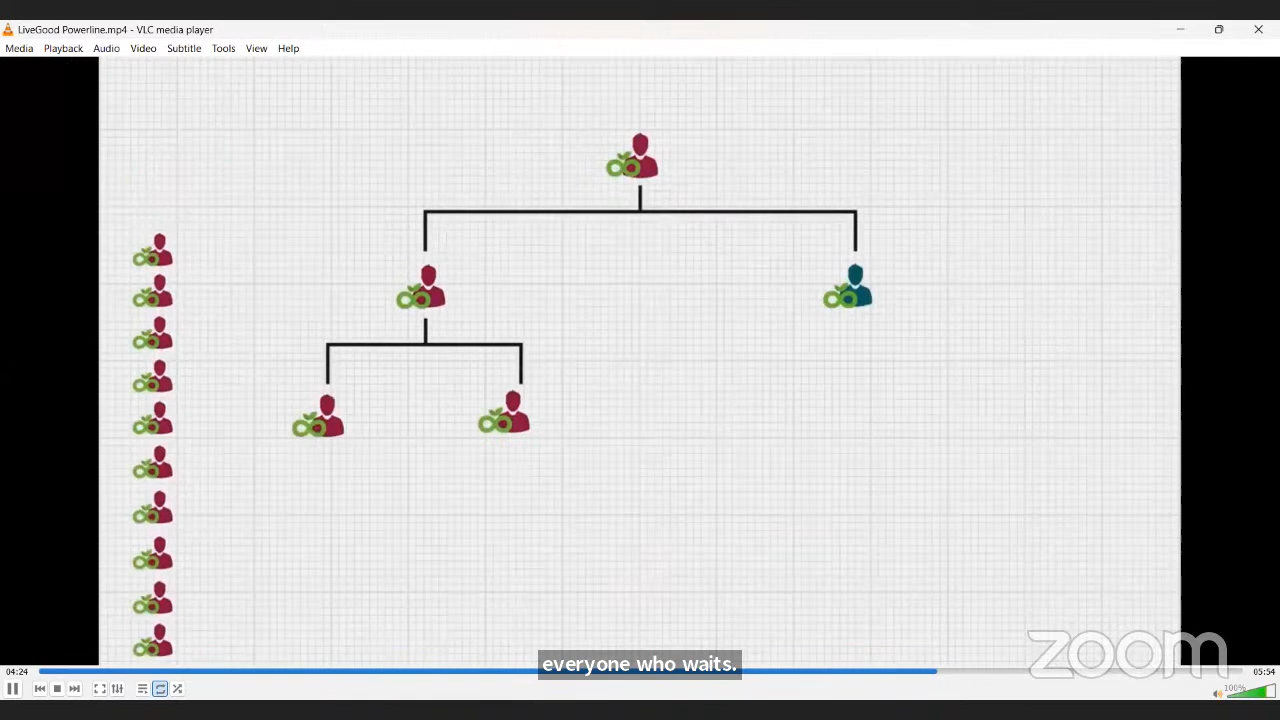 LiveGood Powerline.mp4 - VLC media player
Media Playback Audio Video Subtitle Tools View Help
zoom
everyone who waits.
04:24
05:54
100%